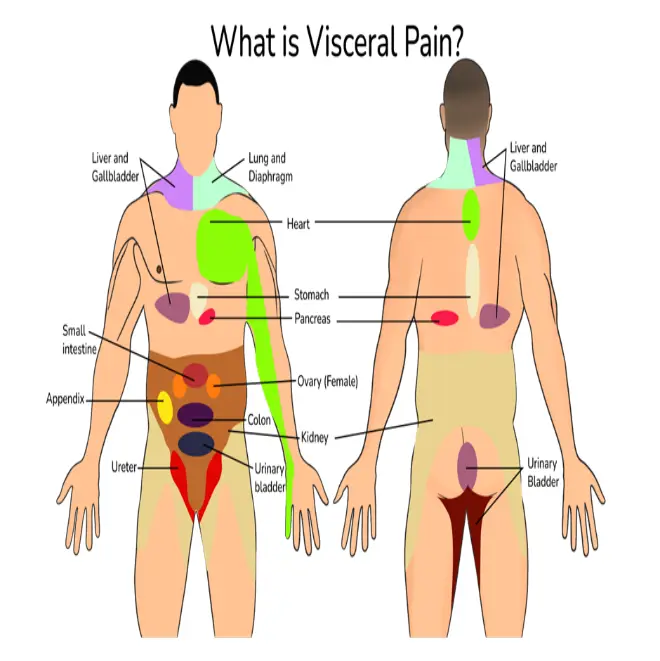 What is Visceral Pain?
Liver and
Gallbladder
Lung and
Diaphragm
Liver and
Gallbladder
Heart
Stomach
Pancreas
Small
intestine
Ovary (Female)
Appendix
Colon
Kidney
Ureter
Urinary
bladder
Urinary
Bladder